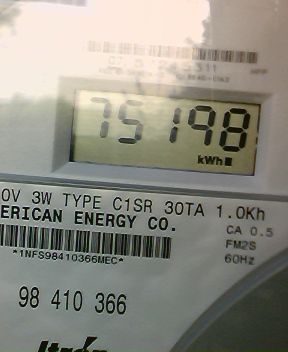 75198
kWh
0V 3W TYPE C1SR 30TA 1.0Kh
ERICAN ENERGY CO.
CA 0.5
FM2S
*1NFS98410366MEC*
60Hz
98 410 366
Itrón